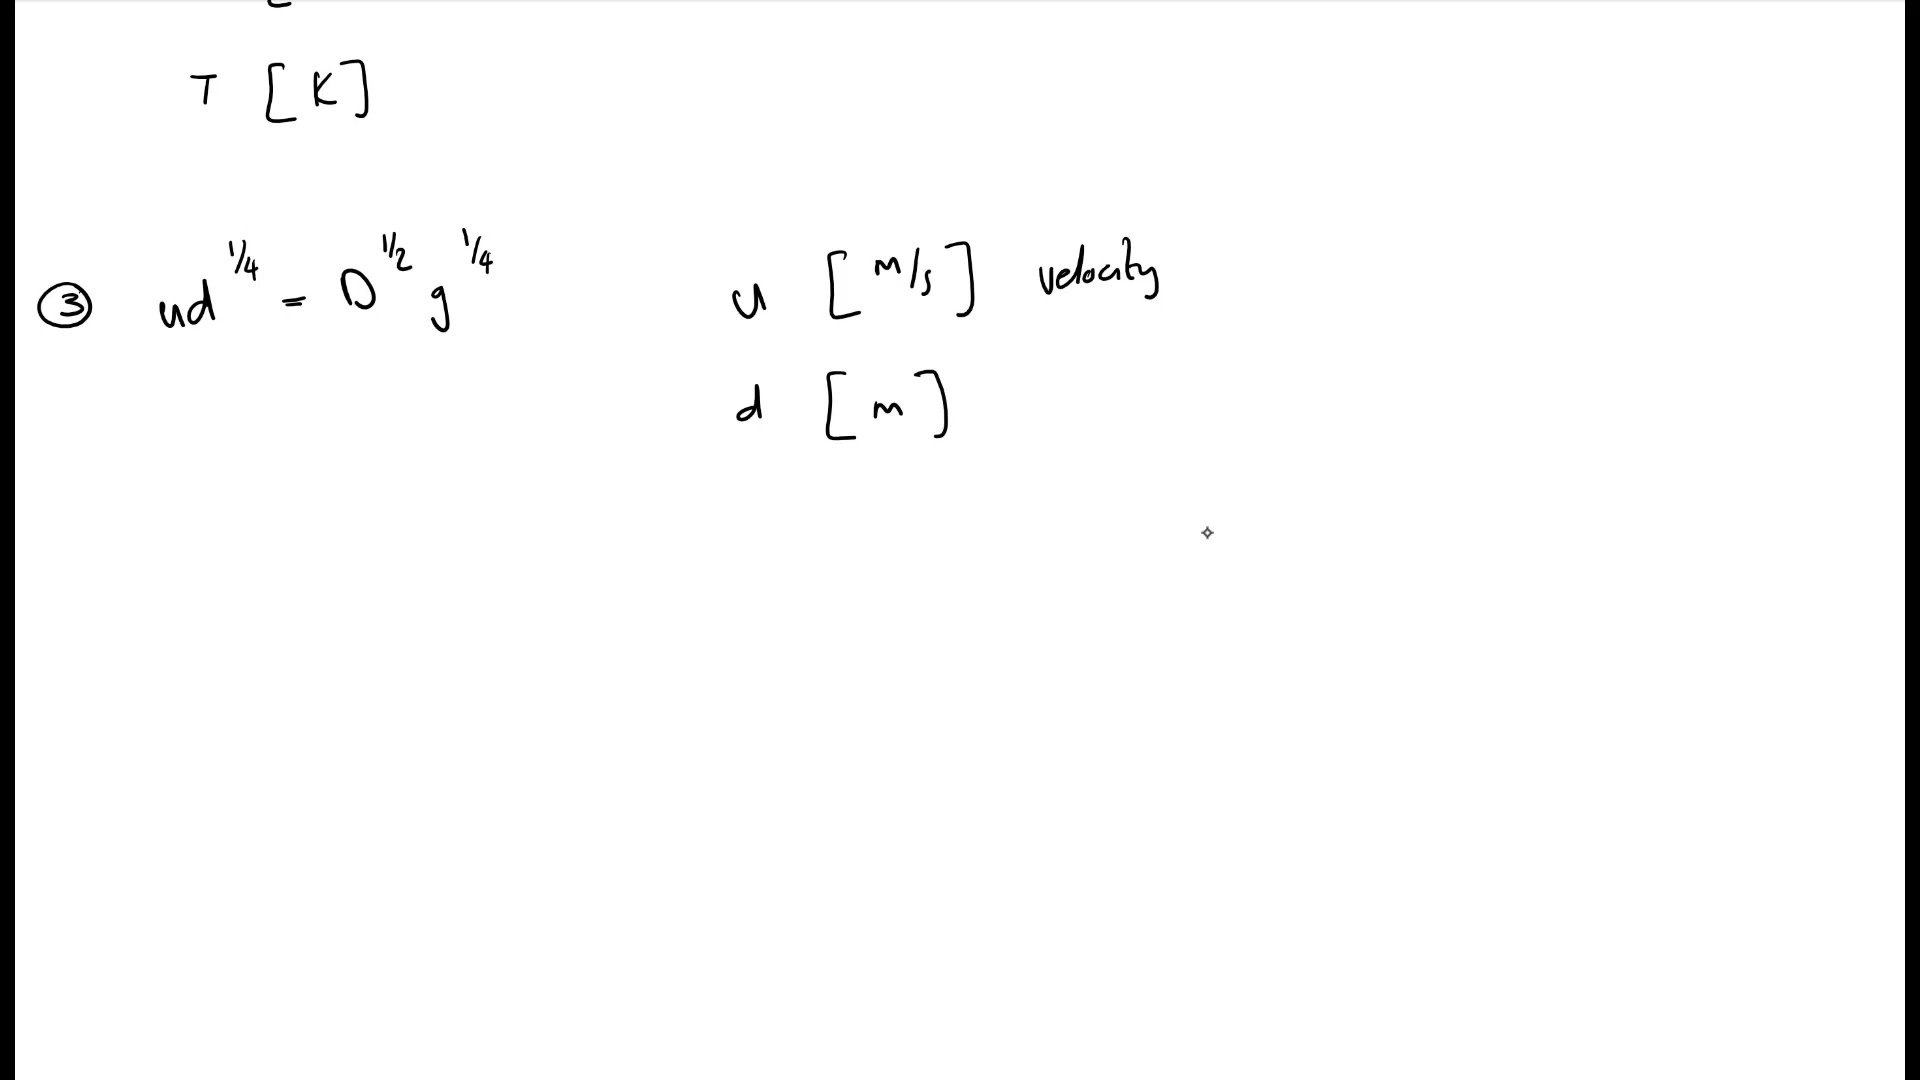 T [K]
③ ud^1/4 = D^1/2 g^1/4 u [m/s] velocity
d [m]